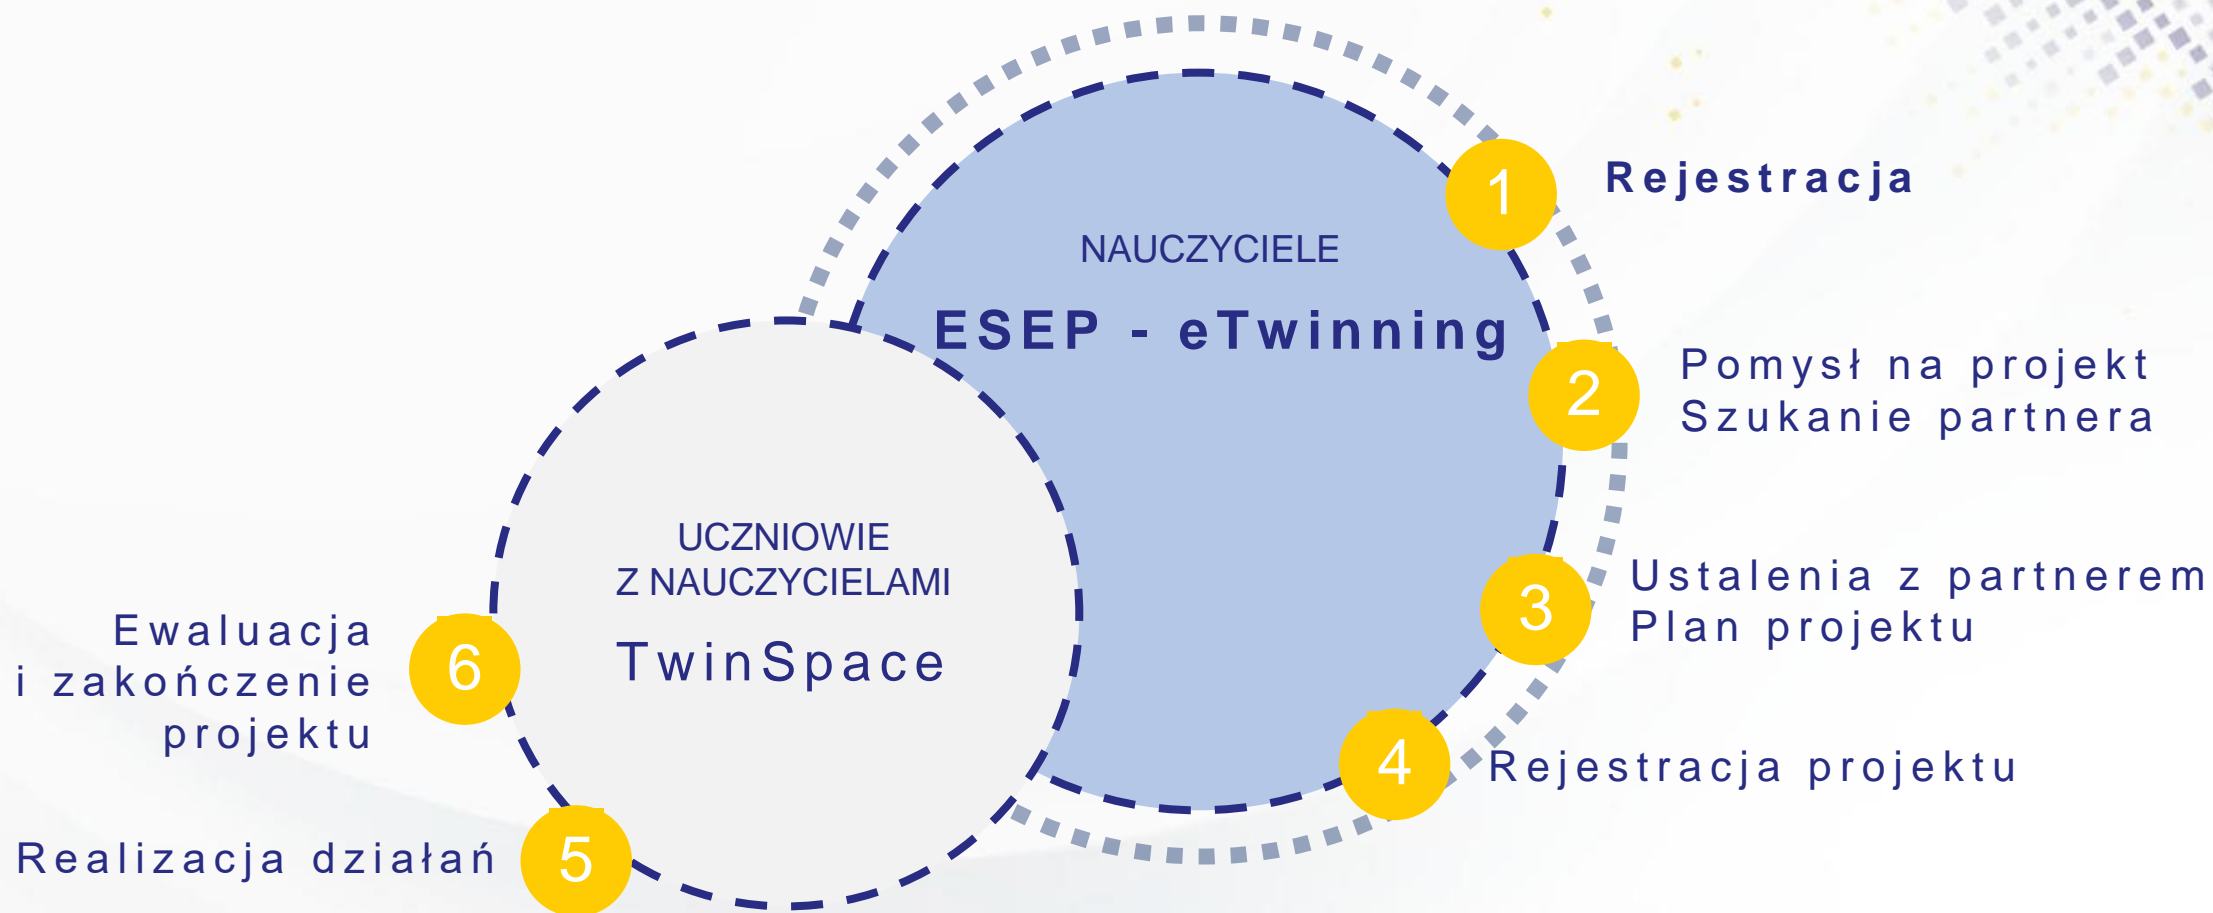 NAUCZYCIELE
ESEP - eTwinning
1
Rejestracja
2
Pomysł na projekt
Szukanie partnera
3
Ustalenia z partnerem
Plan projektu
4
Rejestracja projektu
UCZNIOWIE
Z NAUCZYCIELAMI
TwinSpace
5
Realizacja działań
6
Ewaluacja
i zakończenie
projektu